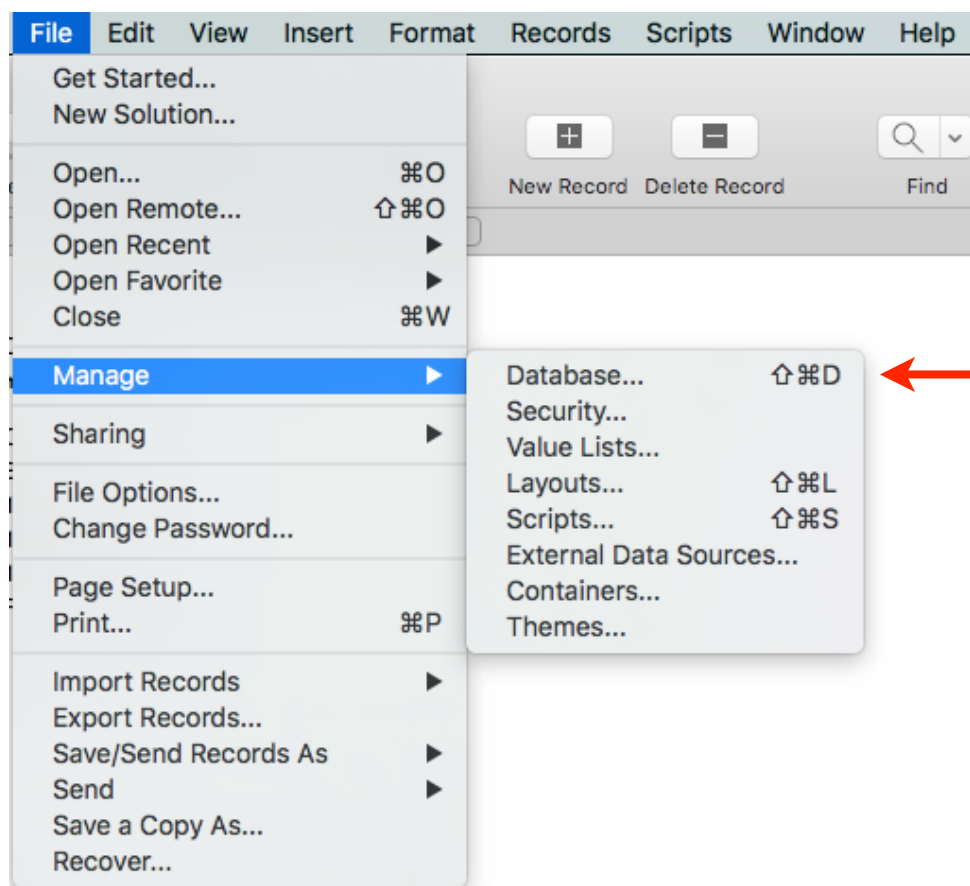 File Edit View Insert Format Records Scripts Window Help
Get Started...
New Solution...
New Record Delete Record Find
Open... ⌘O
Open Remote... ⇧⌘O
Open Recent ▶
Open Favorite ▶
Close ⌘W
Manage ▶
Database... ⇧⌘D
Security...
Value Lists...
Layouts... ⇧⌘L
Scripts... ⇧⌘S
External Data Sources...
Containers...
Themes...
Sharing ▶
File Options...
Change Password...
Page Setup...
Print... ⌘P
Import Records ▶
Export Records...
Save/Send Records As ▶
Send ▶
Save a Copy As...
Recover...